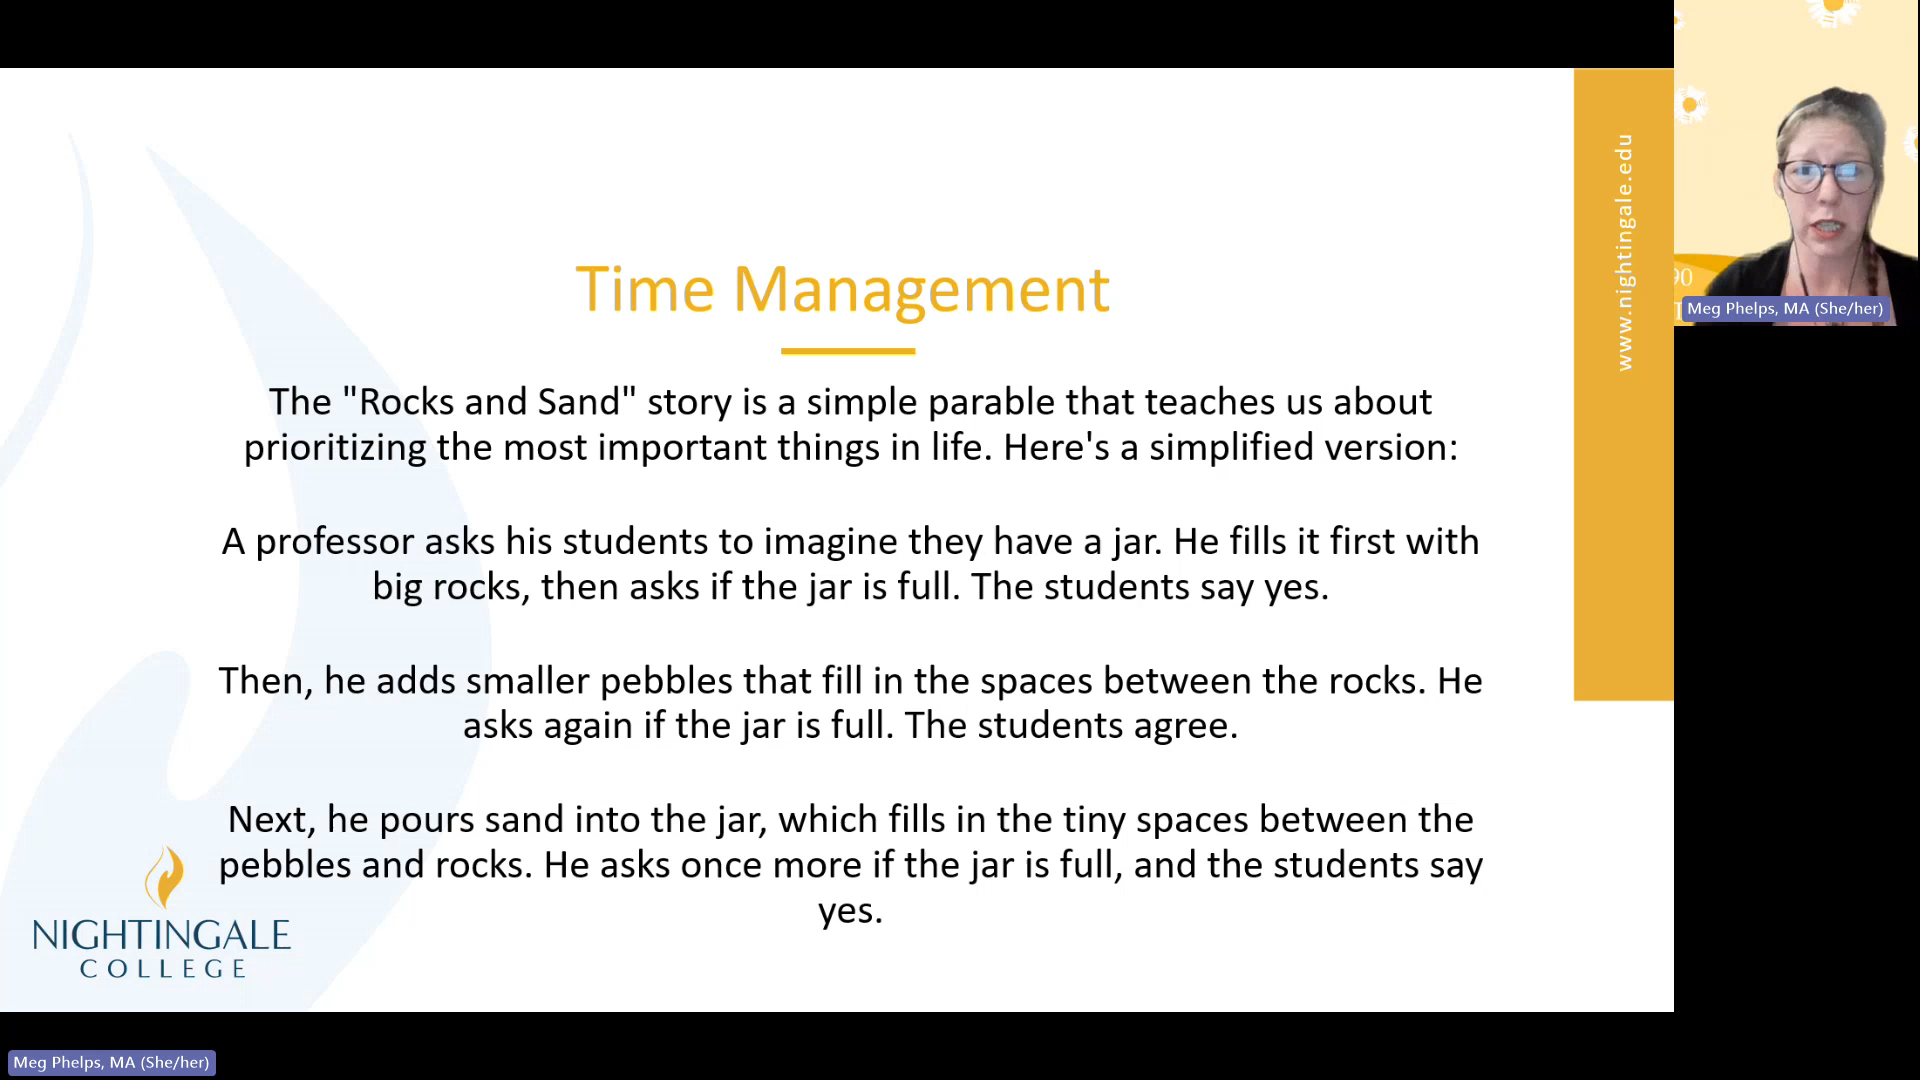 Time Management
The "Rocks and Sand" story is a simple parable that teaches us about
prioritizing the most important things in life. Here's a simplified version:
A professor asks his students to imagine they have a jar. He fills it first with
big rocks, then asks if the jar is full. The students say yes.
Then, he adds smaller pebbles that fill in the spaces between the rocks. He
asks again if the jar is full. The students agree.
Next, he pours sand into the jar, which fills in the tiny spaces between the
pebbles and rocks. He asks once more if the jar is full, and the students say
yes.
NIGHTINGALE
COLLEGE
www.nightingale.edu
90
Meg Phelps, MA (She/her)
Meg Phelps, MA (She/her)